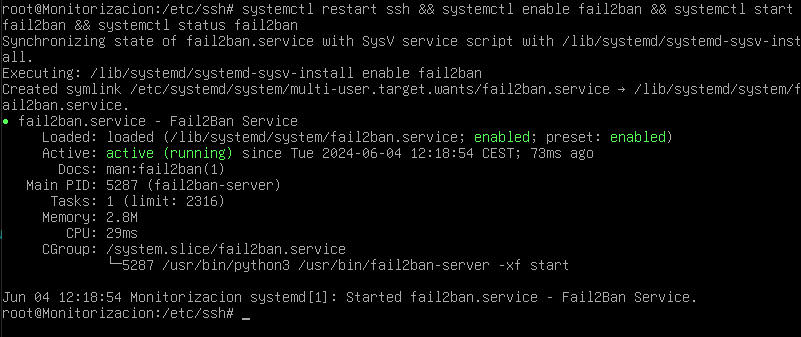 root@Monitorizacion:/etc/ssh# systemctl restart ssh && systemctl enable fail2ban && systemctl start
fail2ban && systemctl status fail2ban
Synchronizing state of fail2ban.service with SysV service script with /lib/systemd/systemd-sysv-inst
all.
Executing: /lib/systemd/systemd-sysv-install enable fail2ban
Created symlink /etc/systemd/system/multi-user.target.wants/fail2ban.service → /lib/systemd/system/f
ail2ban.service.
● fail2ban.service - Fail2Ban Service
     Loaded: loaded (/lib/systemd/system/fail2ban.service; enabled; preset: enabled)
     Active: active (running) since Tue 2024-06-04 12:18:54 CEST; 73ms ago
       Docs: man:fail2ban(1)
   Main PID: 5287 (fail2ban-server)
      Tasks: 1 (limit: 2316)
     Memory: 2.8M
        CPU: 29ms
     CGroup: /system.slice/fail2ban.service
             └─5287 /usr/bin/python3 /usr/bin/fail2ban-server -xf start

Jun 04 12:18:54 Monitorizacion systemd[1]: Started fail2ban.service - Fail2Ban Service.
root@Monitorizacion:/etc/ssh# _